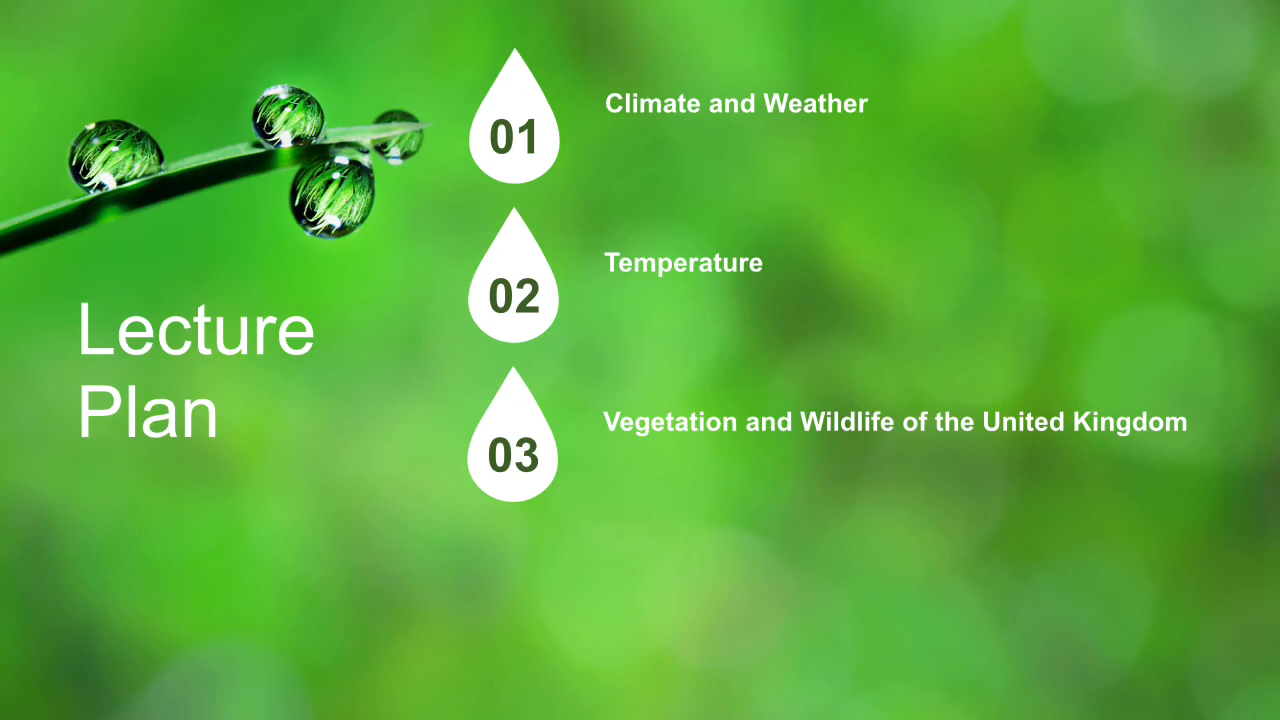 Lecture
Plan
01
Climate and Weather
02
Temperature
03
Vegetation and Wildlife of the United Kingdom